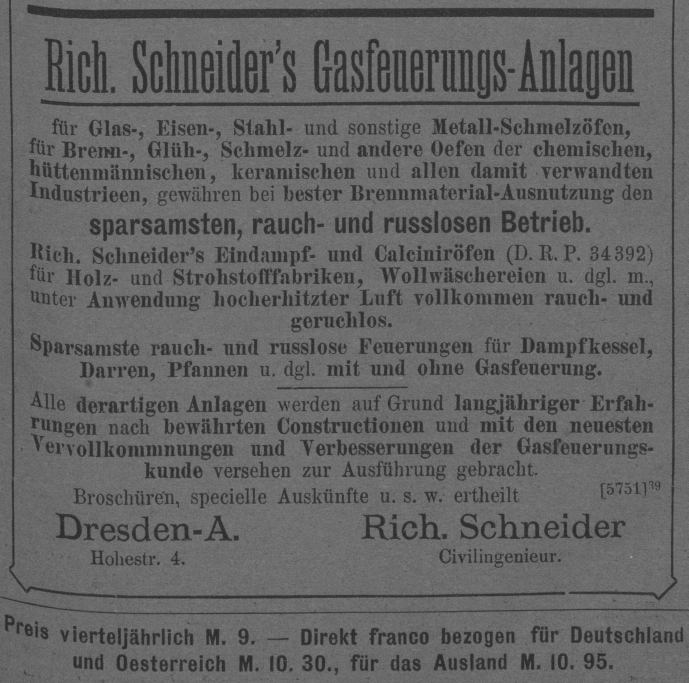 Rich. Schneider's Gasfeuerungs-Anlagen
für Glas-, Eisen-, Stahl- und sonstige Metall-Schmelzöfen,
für Brenn-, Glüh-, Schmelz- und andere Oefen der chemischen,
hüttenmännischen, keramischen und allen damit verwandten
Industrieen, gewähren bei bester Brennmaterial-Ausnutzung den
sparsamsten, rauch- und russlosen Betrieb.
Rich. Schneider's Eindampf- und Calciniröfen (D. R. P. 34392)
für Holz- und Strohstofffabriken, Wollwäschereien u. dgl. m.,
unter Anwendung hocherhitzter Luft vollkommen rauch- und
geruchlos.
Sparsamste rauch- und russlose Feuerungen für Dampfkessel,
Darren, Pfannen u. dgl. mit und ohne Gasfeuerung.
Alle derartigen Anlagen werden auf Grund langjähriger Erfah-
rungen nach bewährten Constructionen und mit den neuesten
Vervollkommnungen und Verbesserungen der Gasfeuerungs-
kunde versehen zur Ausführung gebracht.
Broschüren, specielle Auskünfte u. s. w. ertheilt [5751]39
Dresden-A. Rich. Schneider
Hohestr. 4. Civilingenieur.
Preis vierteljährlich M. 9. — Direkt franco bezogen für Deutschland
und Oesterreich M. 10. 30., für das Ausland M. 10. 95.